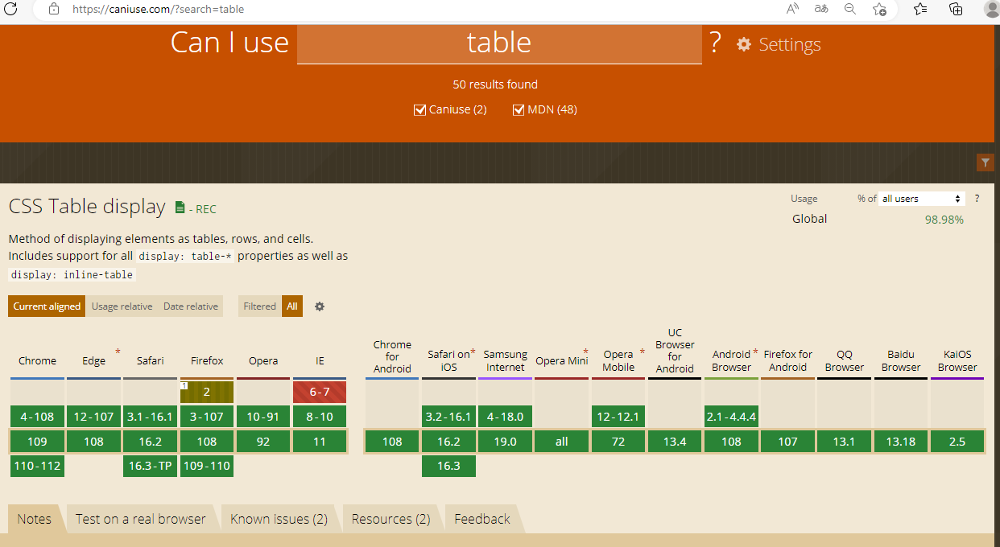 https://caniuse.com/?search=table
Can I use table ? Settings
50 results found
Caniuse (2) MDN (48)
CSS Table display - REC
Usage % of all users ?
Global 98.98%
Method of displaying elements as tables, rows, and cells.
Includes support for all display: table-* properties as well as
display: inline-table
Current aligned Usage relative Date relative Filtered All
Chrome Edge * Safari Firefox Opera IE Chrome for Android Safari on iOS * Samsung Internet Opera Mini * Opera Mobile * UC Browser for Android Android Browser * Firefox for Android QQ Browser Baidu Browser KaiOS Browser
1 2 6-7
4-108 12-107 3.1-16.1 3-107 10-91 8-10 3.2-16.1 4-18.0 12-12.1 2.1-4.4.4
109 108 16.2 108 92 11 108 16.2 19.0 all 72 13.4 108 107 13.1 13.18 2.5
110-112 16.3-TP 109-110 16.3
Notes Test on a real browser Known issues (2) Resources (2) Feedback